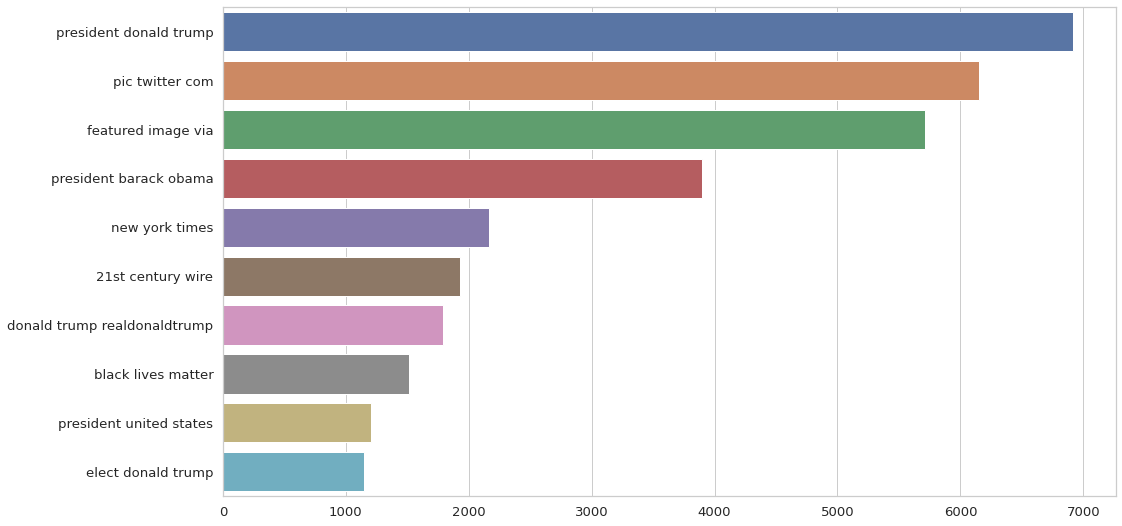 president donald trump
pic twitter com
featured image via
president barack obama
new york times
21st century wire
donald trump realdonaldtrump
black lives matter
president united states
elect donald trump
0 1000 2000 3000 4000 5000 6000 7000